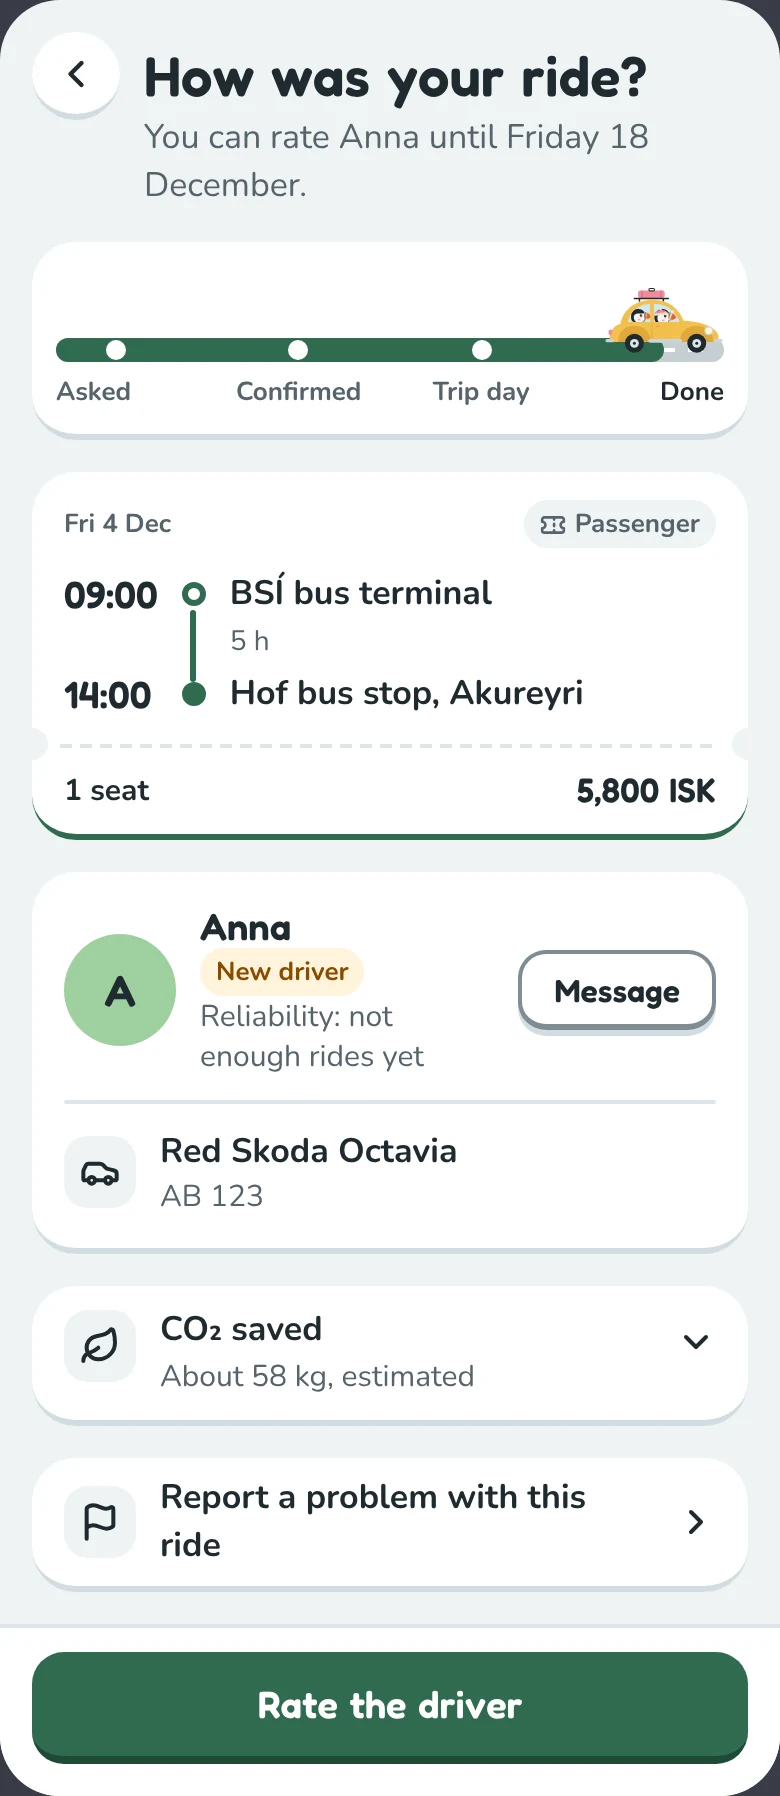 How was your ride?
You can rate Anna until Friday 18
December.
Asked
Confirmed
Trip day
Done
Fri 4 Dec
Passenger
09:00
BSÍ bus terminal
5 h
14:00
Hof bus stop, Akureyri
1 seat
5,800 ISK
A
Anna
New driver
Reliability: not
enough rides yet
Message
Red Skoda Octavia
AB 123
CO₂ saved
About 58 kg, estimated
Report a problem with this
ride
Rate the driver